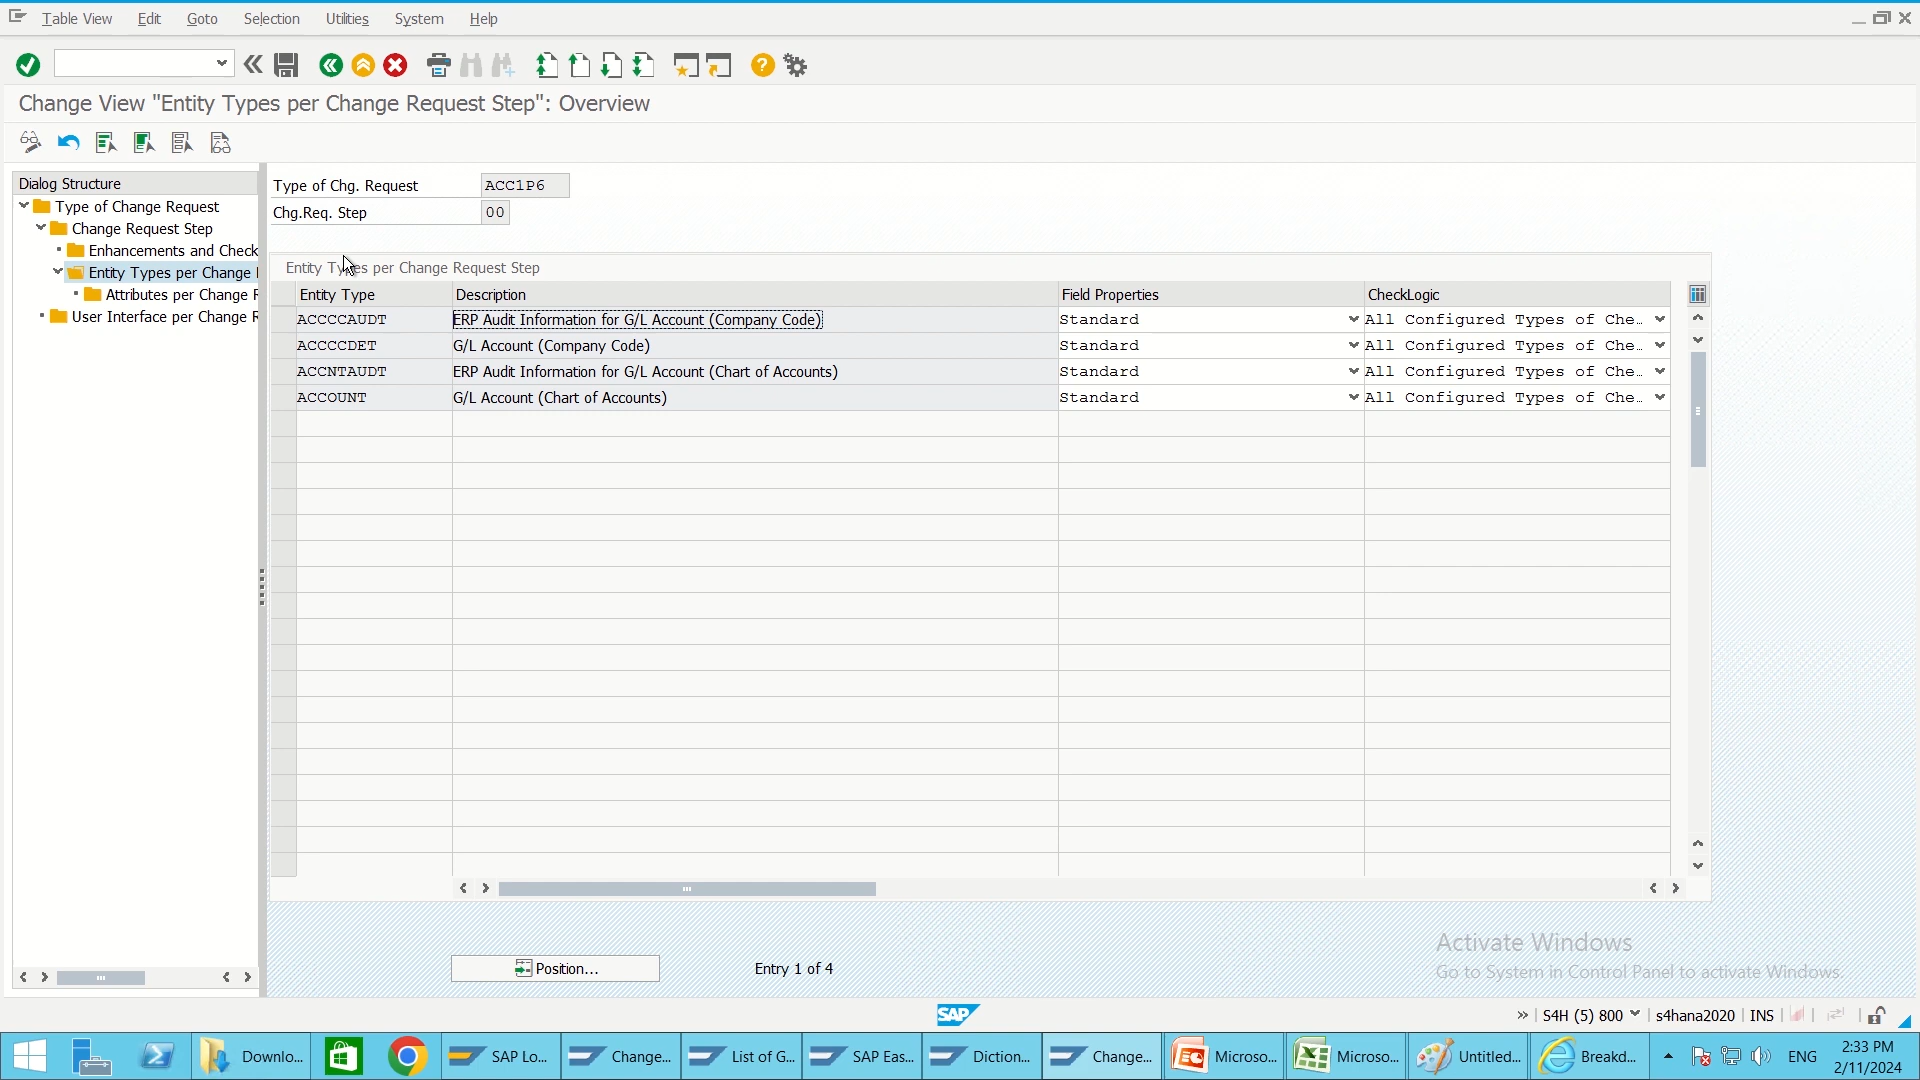 Table View Edit Goto Selection Utilities System Help
Change View "Entity Types per Change Request Step": Overview
Dialog Structure
Type of Change Request
Change Request Step
Enhancements and Check
Entity Types per Change
Attributes per Change
User Interface per Change
Type of Chg. Request ACC1P6
Chg.Req. Step 00
Entity Types per Change Request Step
Entity Type Description Field Properties CheckLogic
ACCCCAUDT ERP Audit Information for G/L Account (Company Code) Standard All Configured Types of Che…
ACCCCDET G/L Account (Company Code) Standard All Configured Types of Che…
ACCNTAUDT ERP Audit Information for G/L Account (Chart of Accounts) Standard All Configured Types of Che…
ACCOUNT G/L Account (Chart of Accounts) Standard All Configured Types of Che…
Position... Entry 1 of 4
Activate Windows
Go to System in Control Panel to activate Windows.
SAP
S4H (5) 800 s4hana2020 INS
Downlo... SAP Lo... Change... List of G... SAP Eas... Diction... Change... Microso... Microso... Untitled... Breakd... ENG 2:33 PM
2/11/2024